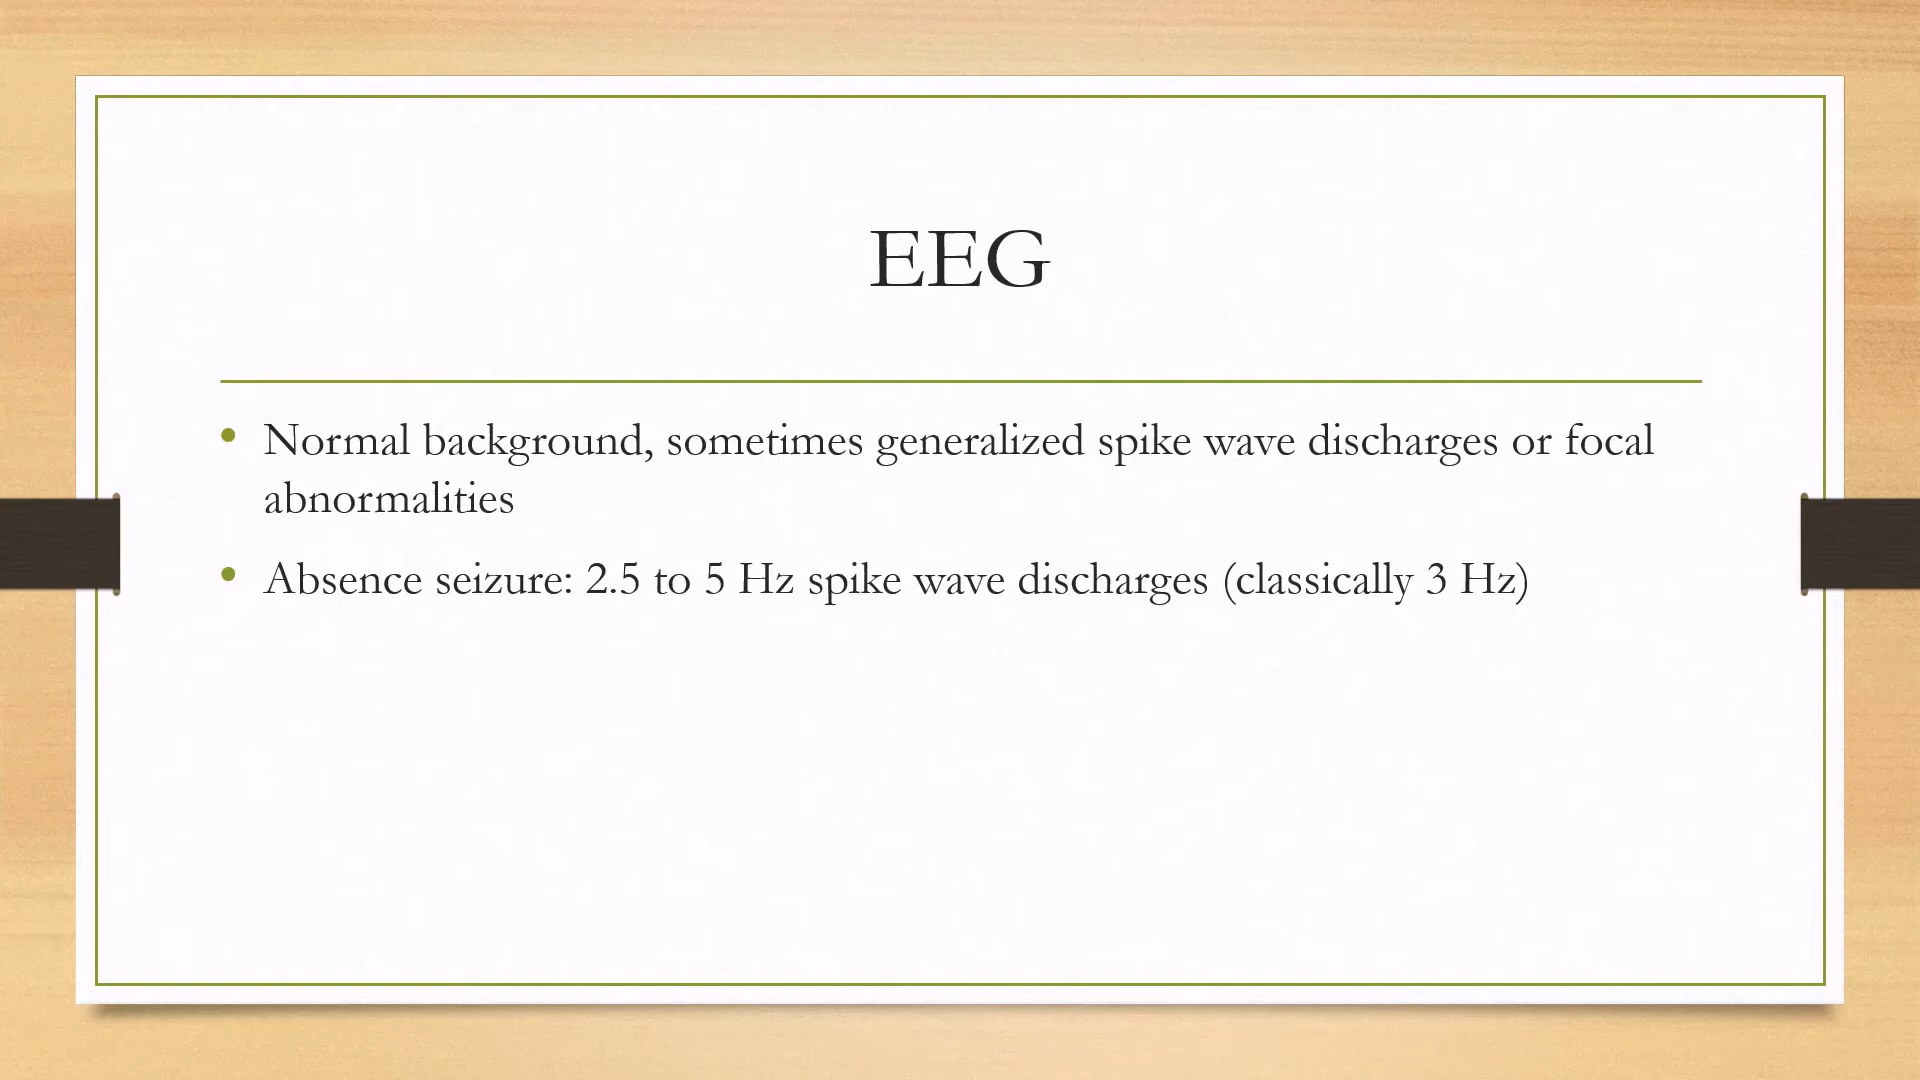 EEG
• Normal background, sometimes generalized spike wave discharges or focal
abnormalities
• Absence seizure: 2.5 to 5 Hz spike wave discharges (classically 3 Hz)